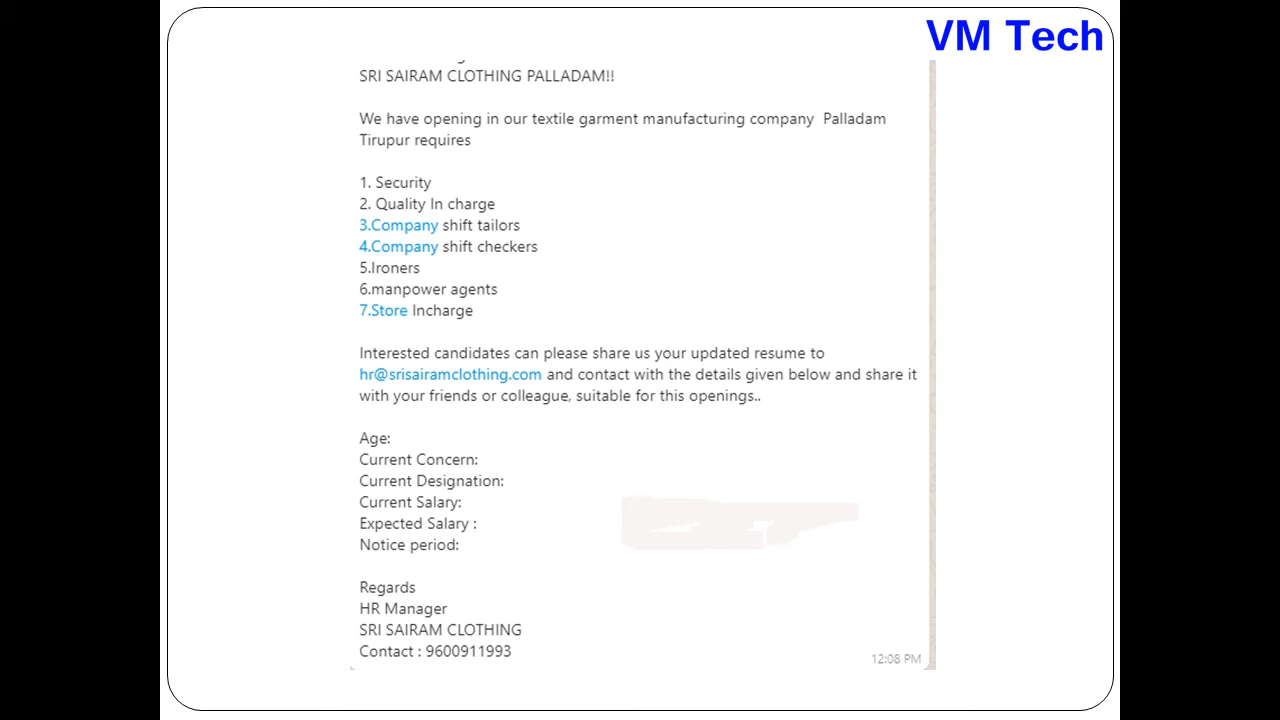 VM Tech
SRI SAIRAM CLOTHING PALLADAM!!
We have opening in our textile garment manufacturing company  Palladam
Tirupur requires
1. Security
2. Quality In charge
3.Company shift tailors
4.Company shift checkers
5.Ironers
6.manpower agents
7.Store Incharge
Interested candidates can please share us your updated resume to
hr@srisairamclothing.com and contact with the details given below and share it
with your friends or colleague, suitable for this openings..
Age:
Current Concern:
Current Designation:
Current Salary:
Expected Salary :
Notice period:
Regards
HR Manager
SRI SAIRAM CLOTHING
Contact : 9600911993
12:08 PM